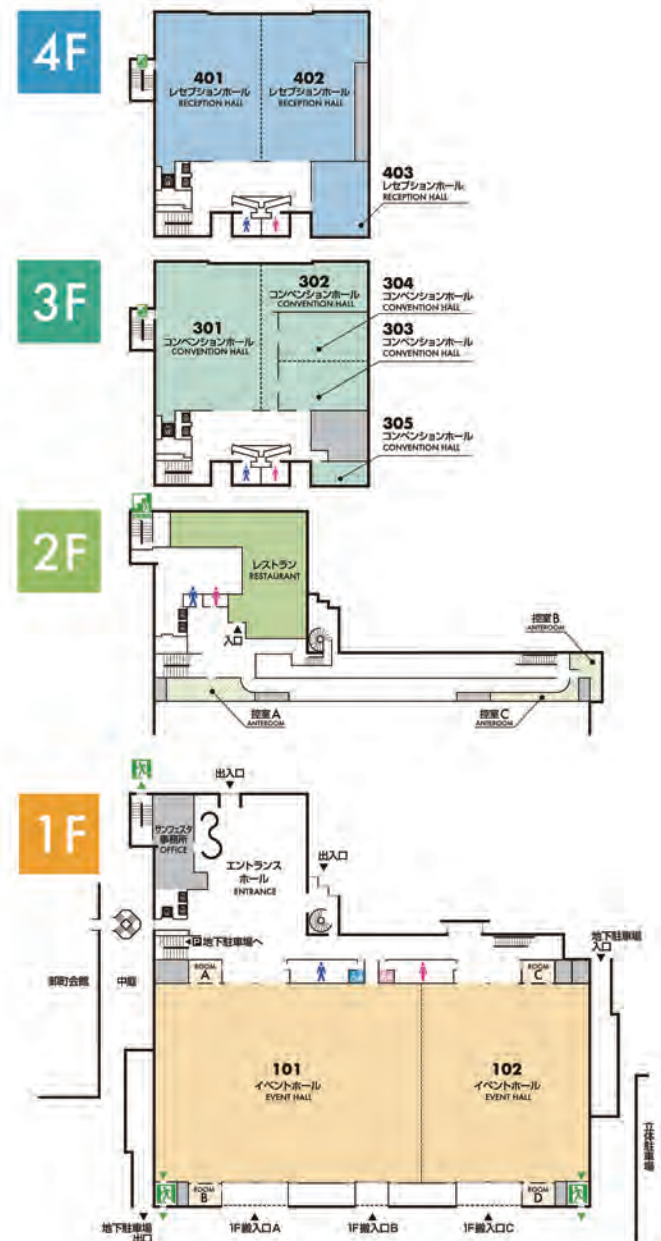 4F
401
レセプションホール
RECEPTION HALL
402
レセプションホール
RECEPTION HALL
403
レセプションホール
RECEPTION HALL
3F
301
コンベンションホール
CONVENTION HALL
302
コンベンションホール
CONVENTION HALL
304
コンベンションホール
CONVENTION HALL
303
コンベンションホール
CONVENTION HALL
305
コンベンションホール
CONVENTION HALL
2F
レストラン
RESTAURANT
入口
控室B
ANTEROOM
控室A
ANTEROOM
控室C
ANTEROOM
1F
出入口
サンフェスタ
事務所
OFFICE
エントランス
ホール
ENTRANCE
出入口
P地下駐車場へ
地下駐車場
入口
卸町会館
中庭
ROOM
A
ROOM
C
101
イベントホール
EVENT HALL
102
イベントホール
EVENT HALL
立体駐車場
ROOM
B
ROOM
D
地下駐車場
出口
1F搬入口A
1F搬入口B
1F搬入口C